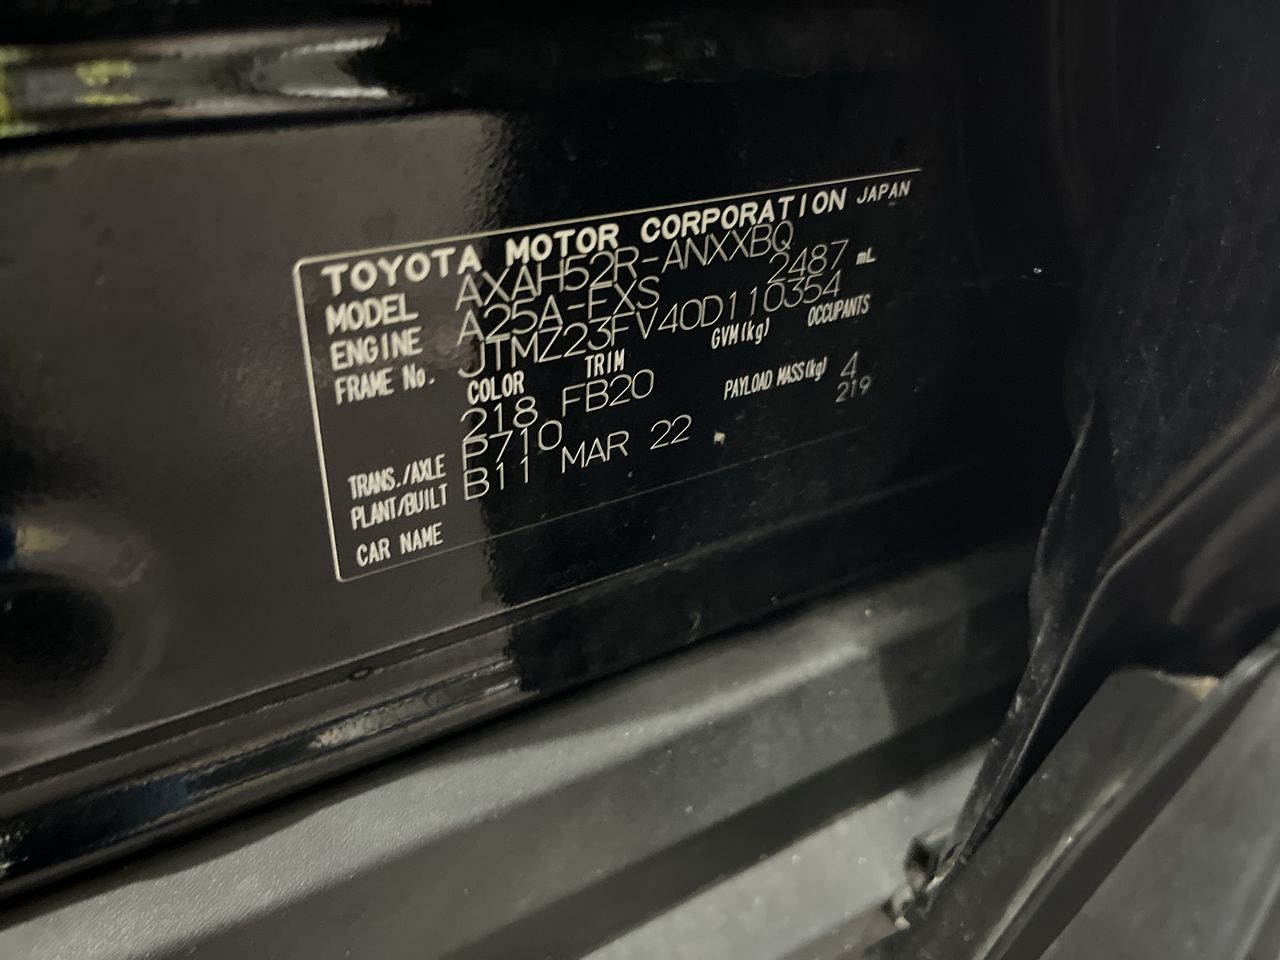 TOYOTA MOTOR CORPORATION JAPAN
MODEL AXAH52R-ANXXBQ
ENGINE A25A-FXS 2487 mL
FRAME No. JTMZ23FV40D110354
COLOR TRIM GVM(kg) OCCUPANTS
218 FB20 4
TRANS./AXLE P710 PAYLOAD MASS(kg) 219
PLANT/BUILT B11 MAR 22
CAR NAME